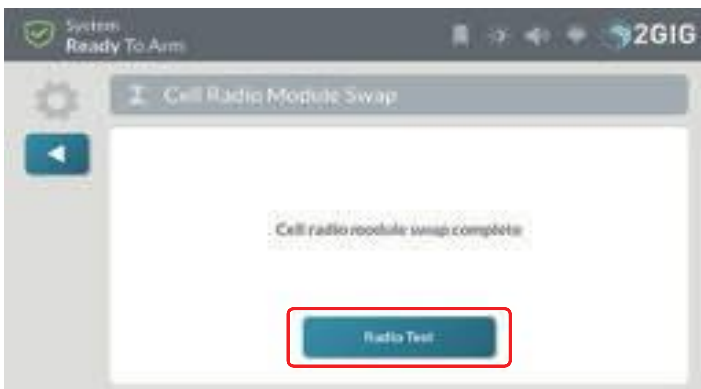 System
Ready To Arm
2GIG
Cell Radio Module Swap
Cell radio module swap complete
Radio Test